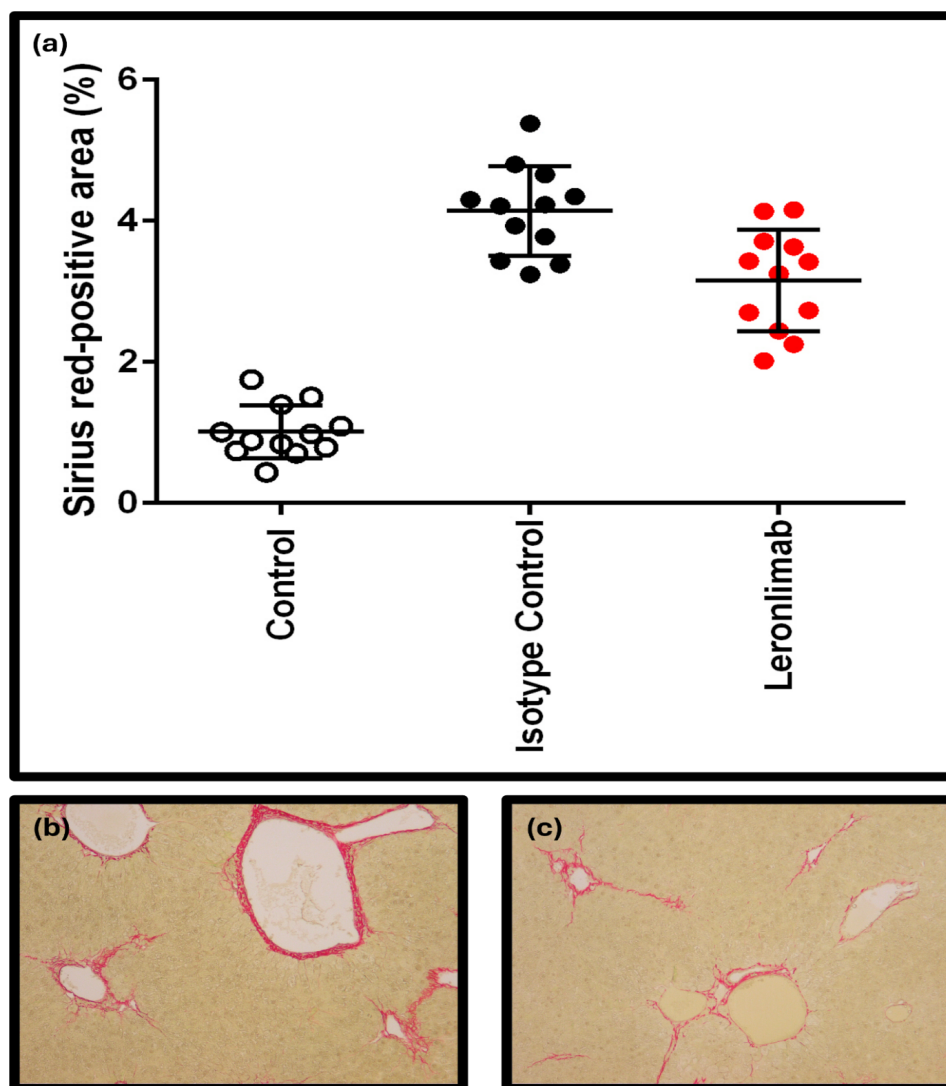 (a)
Sirius red-positive area (%)
6
4
2
0
Control
Isotype Control
Leronlimab
(b)
(c)